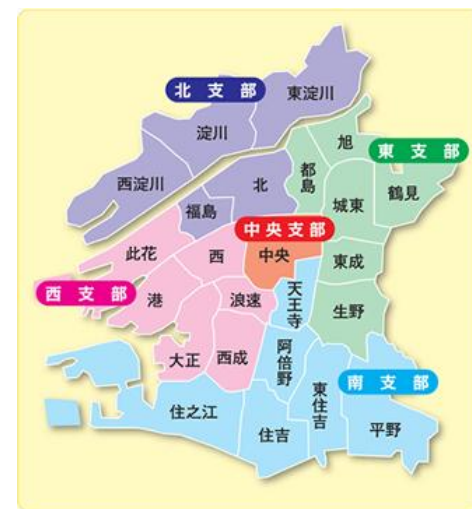 北支部
東淀川
淀川
旭
東支部
西淀川
都島
北
鶴見
城東
福島
中央支部
此花
西
中央
東成
西支部
港
浪速
天王寺
生野
大正
西成
阿倍野
東住吉
南支部
住之江
住吉
平野